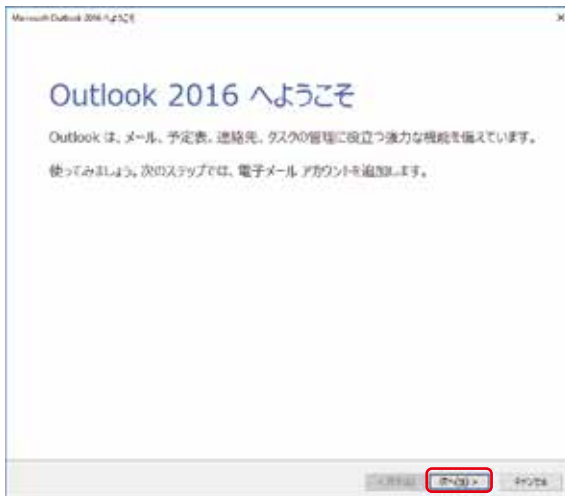 Microsoft Outlook 2016 へようこそ
Outlook 2016 へようこそ
Outlook は、メール、予定表、連絡先、タスクの管理に役立つ強力な機能を備えています。
使ってみましょう。次のステップでは、電子メール アカウントを追加します。
次へ(N) > キャンセル